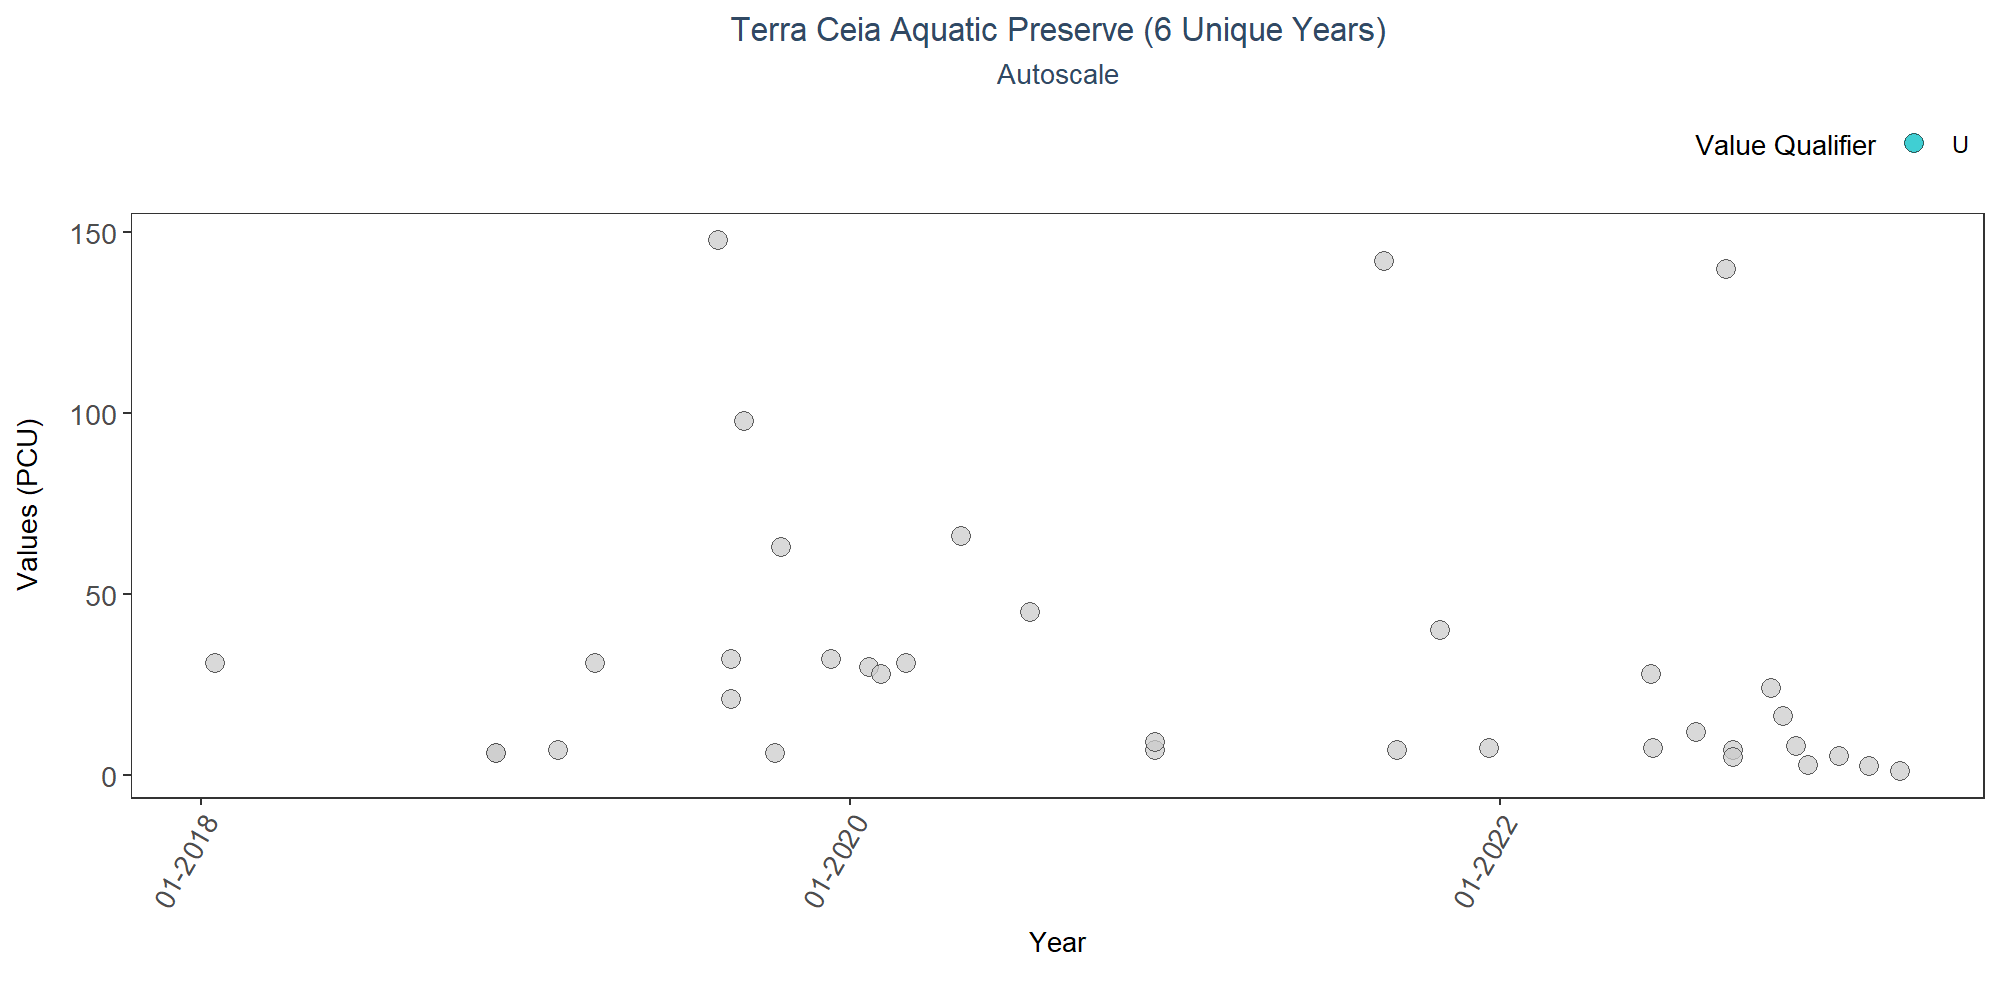 Terra Ceia Aquatic Preserve (6 Unique Years)
Autoscale
Value Qualifier U
Values (PCU)
150
100
50
0
01-2018
01-2020
01-2022
Year